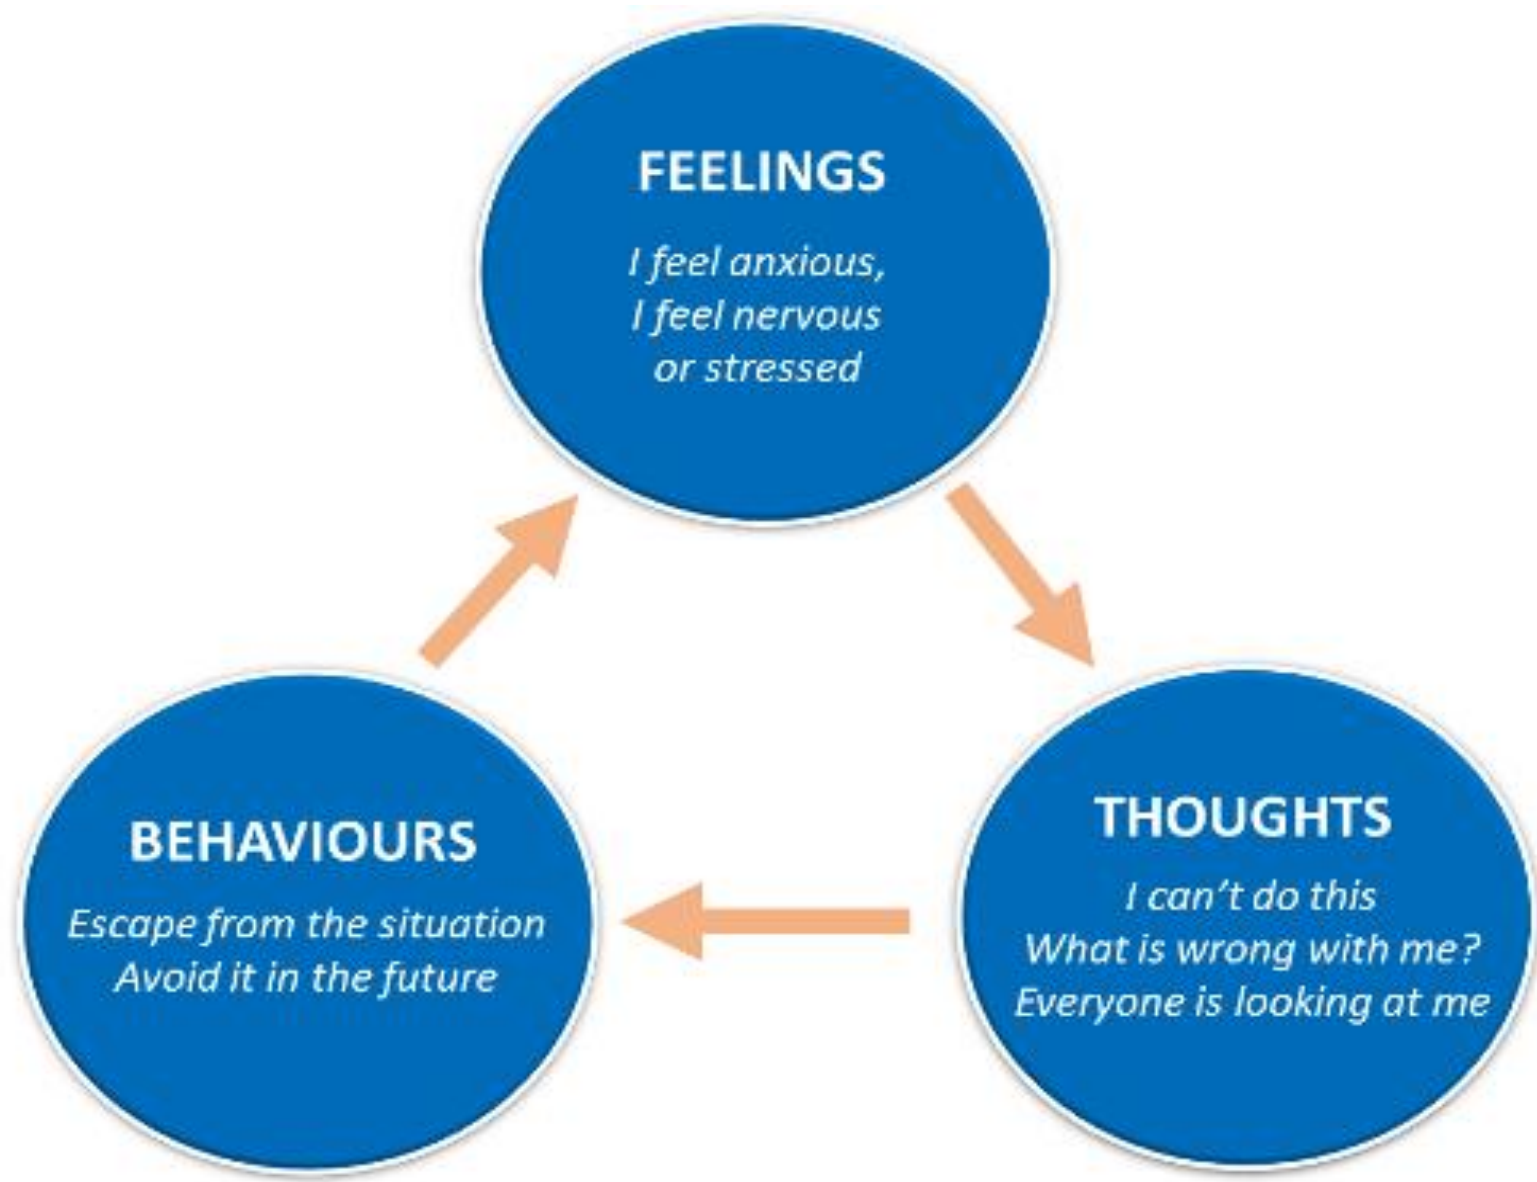 FEELINGS
I feel anxious,
I feel nervous
or stressed
THOUGHTS
I can't do this
What is wrong with me?
Everyone is looking at me
BEHAVIOURS
Escape from the situation
Avoid it in the future